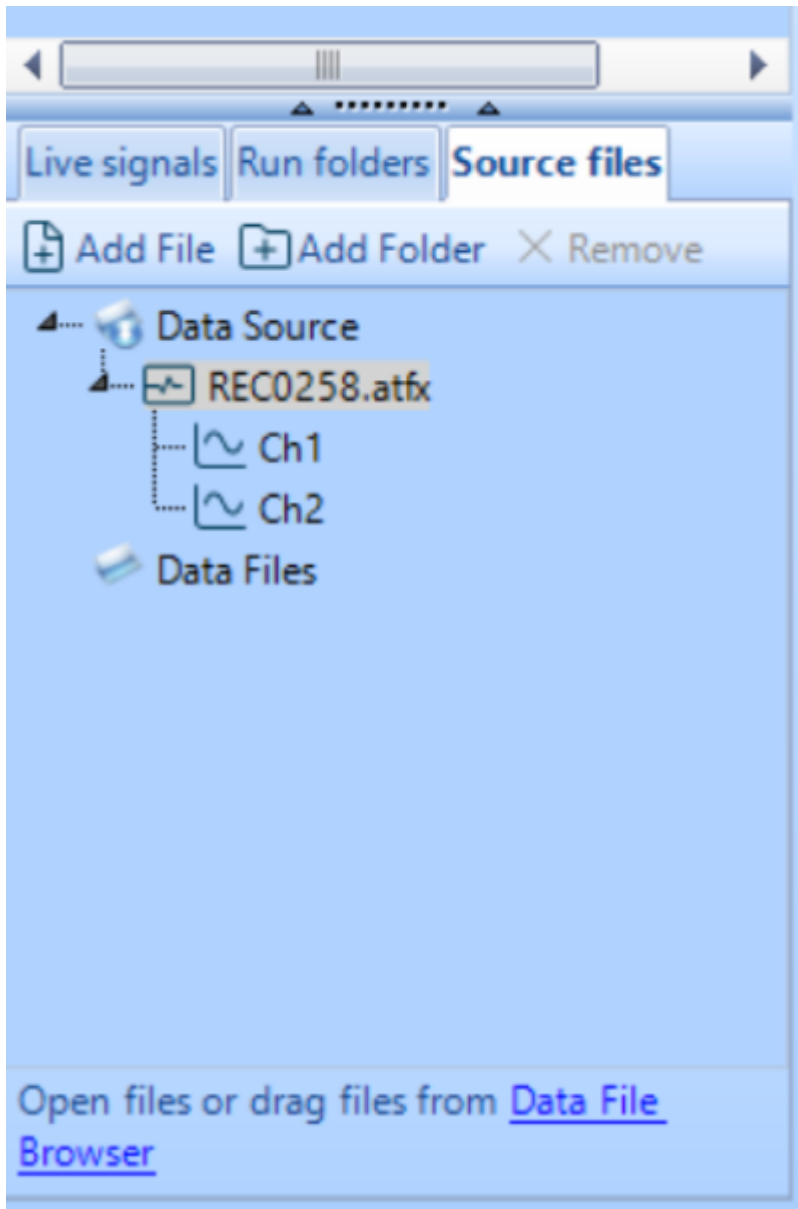 Live signals Run folders Source files
Add File Add Folder Remove
Data Source
REC0258.atfx
Ch1
Ch2
Data Files
Open files or drag files from Data File
Browser